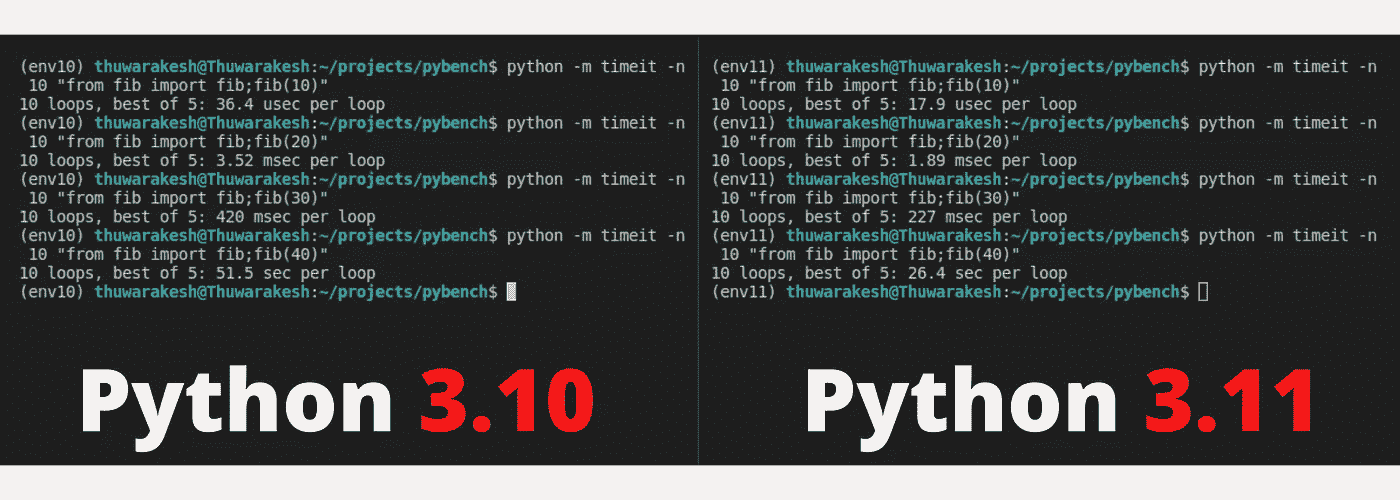 (env10) thuwarakesh@Thuwarakesh:~/projects/pybench$ python -m timeit -n
10 "from fib import fib;fib(10)"
10 loops, best of 5: 36.4 usec per loop
(env10) thuwarakesh@Thuwarakesh:~/projects/pybench$ python -m timeit -n
10 "from fib import fib;fib(20)"
10 loops, best of 5: 3.52 msec per loop
(env10) thuwarakesh@Thuwarakesh:~/projects/pybench$ python -m timeit -n
10 "from fib import fib;fib(30)"
10 loops, best of 5: 420 msec per loop
(env10) thuwarakesh@Thuwarakesh:~/projects/pybench$ python -m timeit -n
10 "from fib import fib;fib(40)"
10 loops, best of 5: 51.5 sec per loop
(env10) thuwarakesh@Thuwarakesh:~/projects/pybench$
Python 3.10
(env11) thuwarakesh@Thuwarakesh:~/projects/pybench$ python -m timeit -n
10 "from fib import fib;fib(10)"
10 loops, best of 5: 17.9 usec per loop
(env11) thuwarakesh@Thuwarakesh:~/projects/pybench$ python -m timeit -n
10 "from fib import fib;fib(20)"
10 loops, best of 5: 1.89 msec per loop
(env11) thuwarakesh@Thuwarakesh:~/projects/pybench$ python -m timeit -n
10 "from fib import fib;fib(30)"
10 loops, best of 5: 227 msec per loop
(env11) thuwarakesh@Thuwarakesh:~/projects/pybench$ python -m timeit -n
10 "from fib import fib;fib(40)"
10 loops, best of 5: 26.4 sec per loop
(env11) thuwarakesh@Thuwarakesh:~/projects/pybench$
Python 3.11